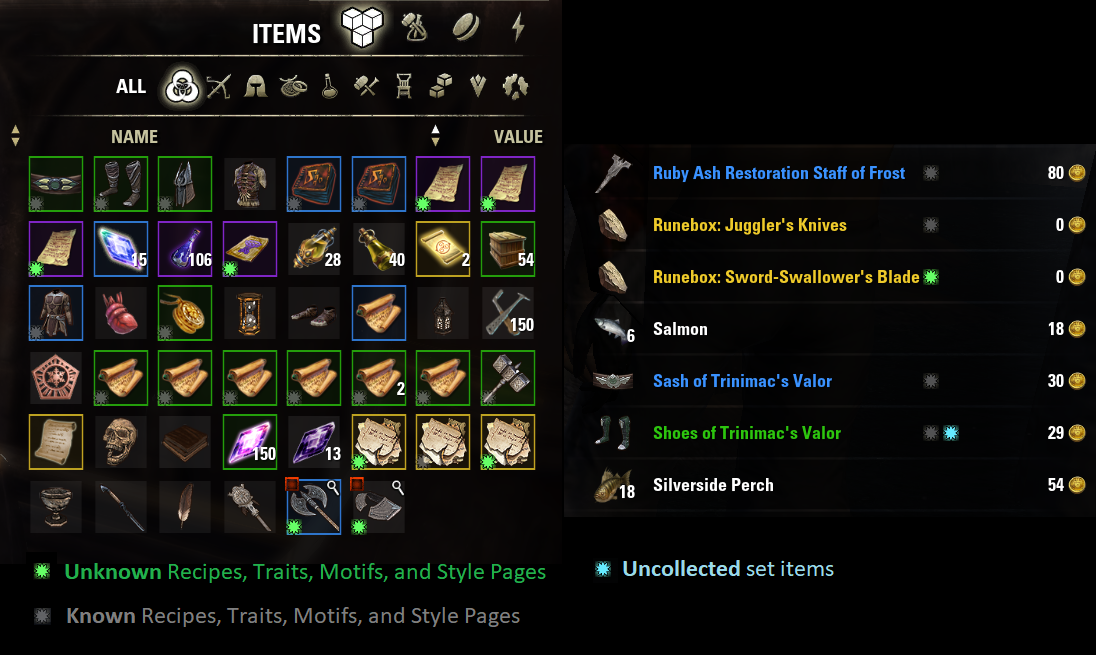 ITEMS
ALL
NAME VALUE
15 106 28 40 2 54
150
2
150 13
Ruby Ash Restoration Staff of Frost 80
Runebox: Juggler's Knives 0
Runebox: Sword-Swallower's Blade 0
6 Salmon 18
Sash of Trinimac's Valor 30
Shoes of Trinimac's Valor 29
18 Silverside Perch 54
Unknown Recipes, Traits, Motifs, and Style Pages
Known Recipes, Traits, Motifs, and Style Pages
Uncollected set items